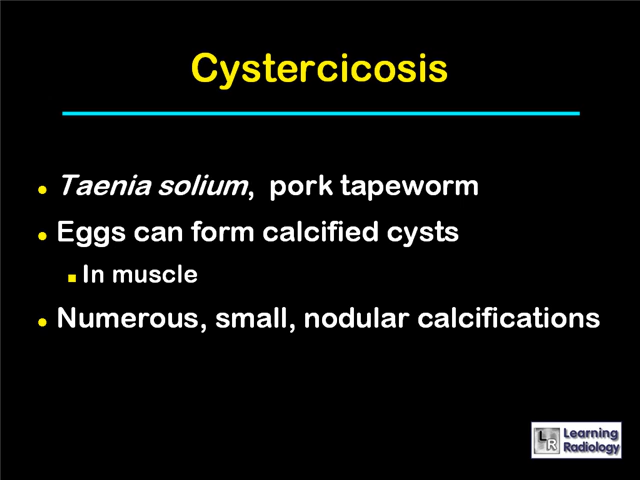 Cystercicosis
Taenia solium, pork tapeworm
Eggs can form calcified cysts
In muscle
Numerous, small, nodular calcifications
LR Learning
Radiology